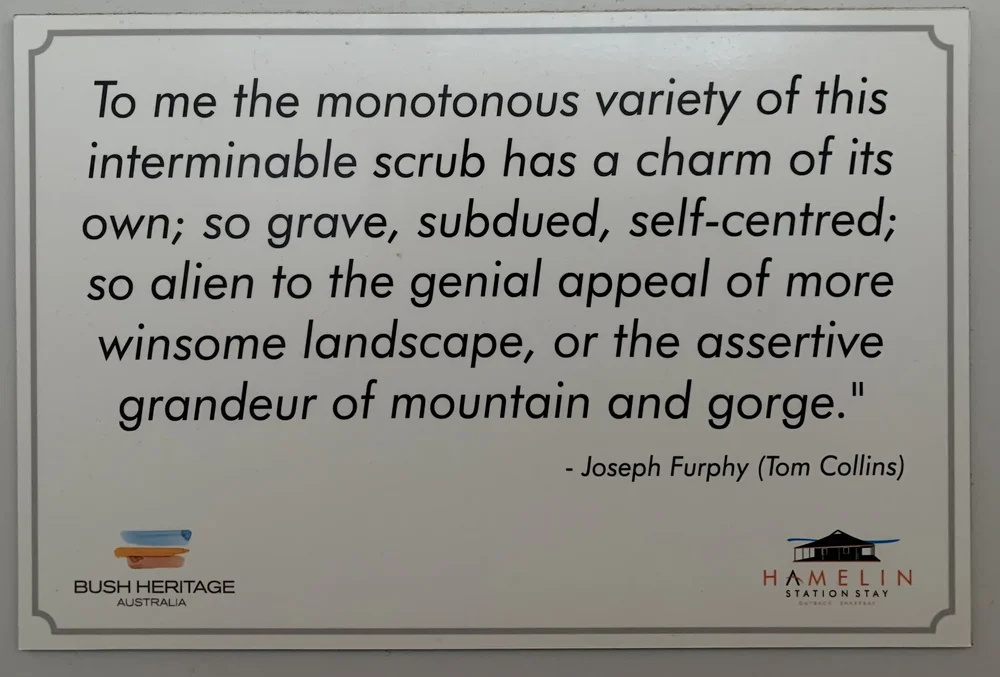 To me the monotonous variety of this
interminable scrub has a charm of its
own; so grave, subdued, self-centred;
so alien to the genial appeal of more
winsome landscape, or the assertive
grandeur of mountain and gorge."
- Joseph Furphy (Tom Collins)
BUSH HERITAGE
AUSTRALIA
HAMELIN
STATION STAY